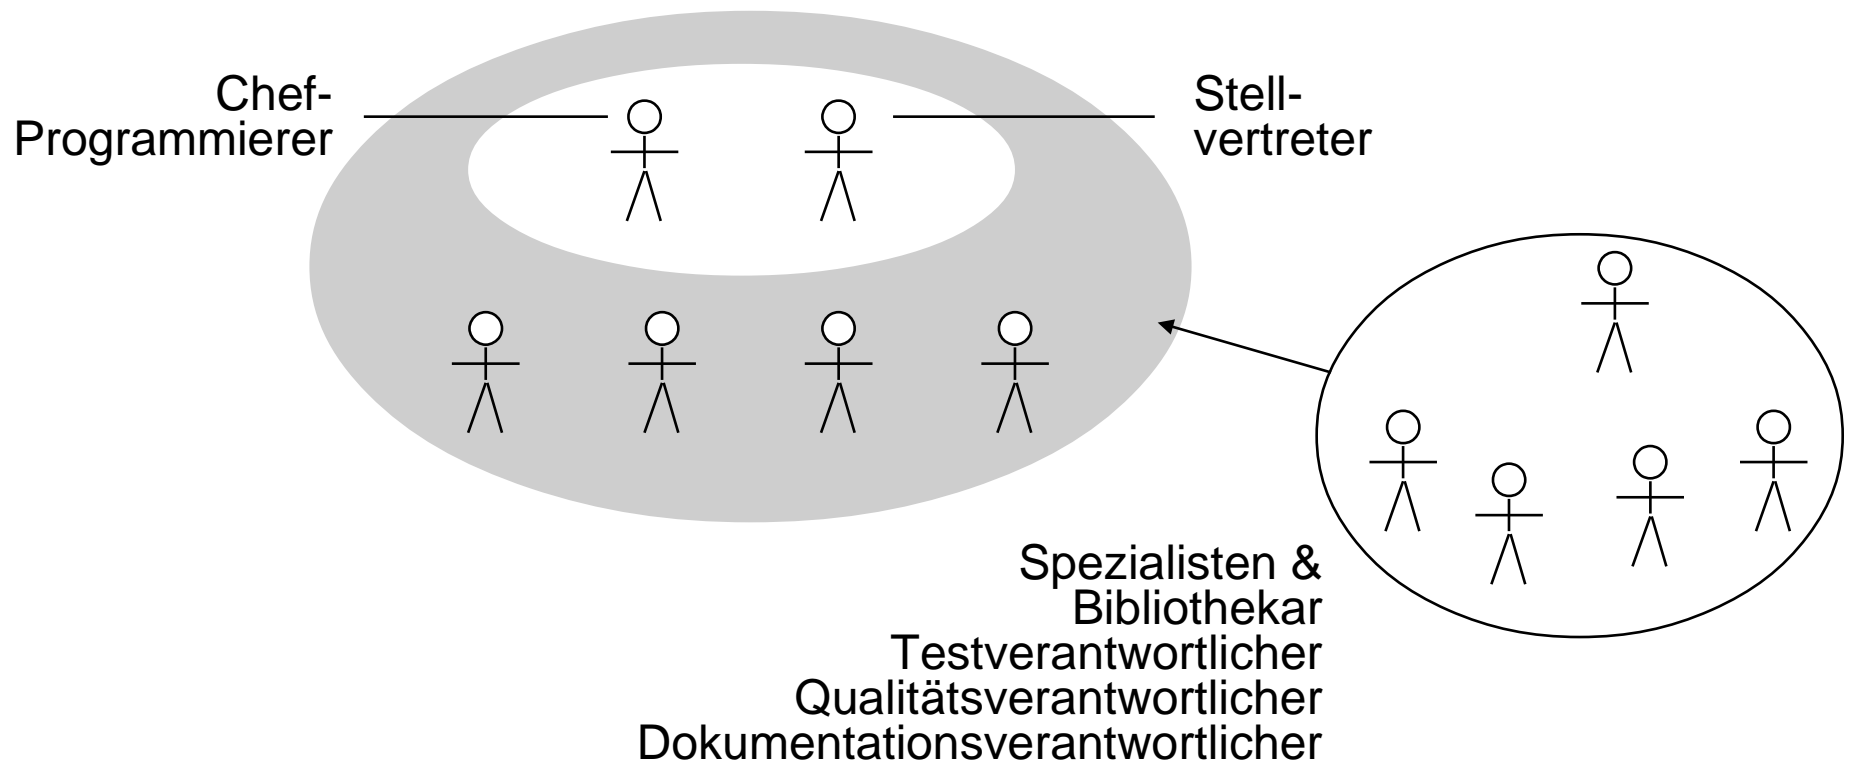 Chef-
Programmierer
Stell-
vertreter
Spezialisten &
Bibliothekar
Testverantwortlicher
Qualitätsverantwortlicher
Dokumentationsverantwortlicher